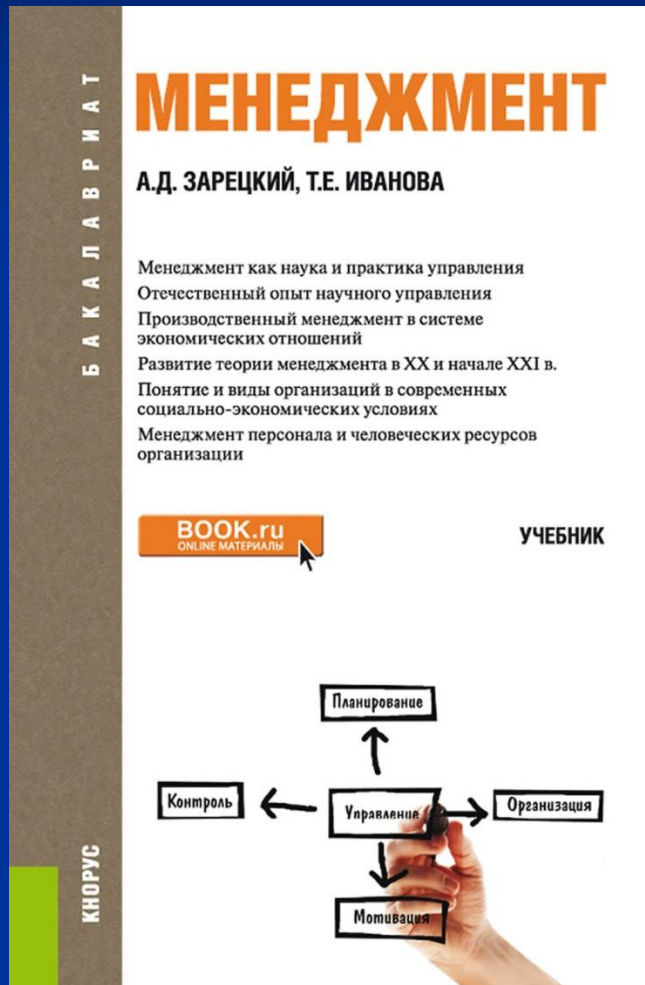 БАКАЛАВРИАТ
МЕНЕДЖМЕНТ
А.Д. ЗАРЕЦКИЙ, Т.Е. ИВАНОВА
Менеджмент как наука и практика управления
Отечественный опыт научного управления
Производственный менеджмент в системе
экономических отношений
Развитие теории менеджмента в XX и начале XXI в.
Понятие и виды организаций в современных
социально-экономических условиях
Менеджмент персонала и человеческих ресурсов
организации
BOOK.ru
ONLINE МАТЕРИАЛЫ
УЧЕБНИК
Планирование
Контроль
Управление
Организация
Мотивация
КНОРУС